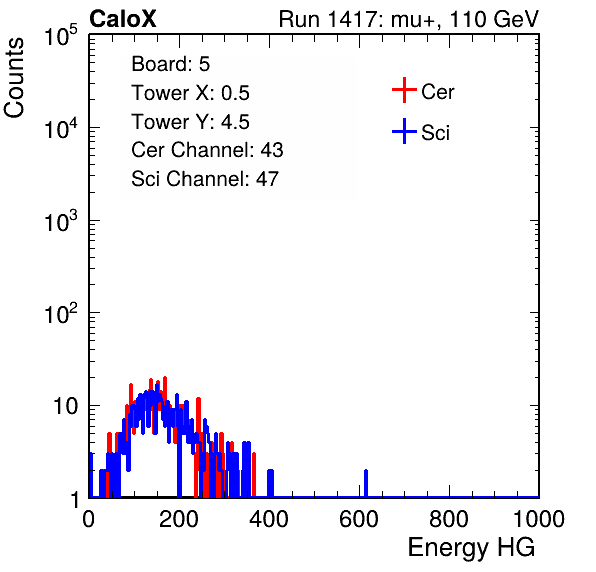 CaloX Run 1417: mu+, 110 GeV
Counts
Board: 5
Tower X: 0.5
Tower Y: 4.5
Cer Channel: 43
Sci Channel: 47
Cer
Sci
10^5
10^4
10^3
10^2
10
1
0 200 400 600 800 1000
Energy HG